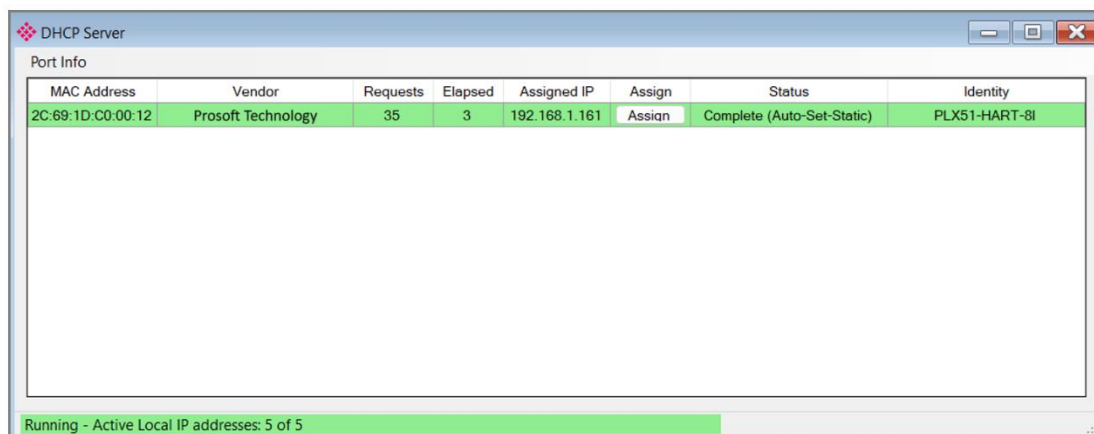 DHCP Server
Port Info
MAC Address Vendor Requests Elapsed Assigned IP Assign Status Identity
2C:69:1D:C0:00:12 Prosoft Technology 35 3 192.168.1.161 Assign Complete (Auto-Set-Static) PLX51-HART-8I
Running - Active Local IP addresses: 5 of 5